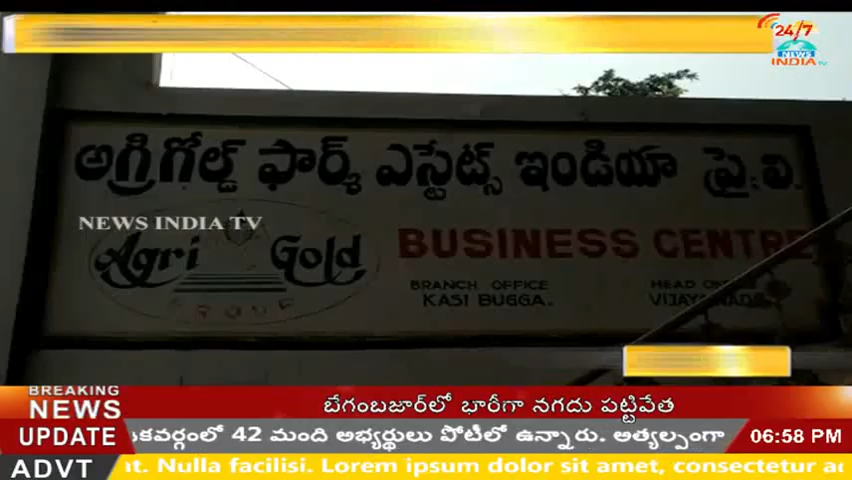 24/7
NEWS
INDIA TV
అగ్రిగోల్డ్ ఫార్మ్ ఎస్టేట్స్ ఇండియా ప్రై.లి.
NEWS INDIA TV
Agri Gold
GROUP
BUSINESS CENTRE
BRANCH OFFICE
KASI BUGGA.
HEAD
BREAKING
NEWS
UPDATE
బేగంబజార్‌లో భారీగా నగదు పట్టివేత
42 మంది అభ్యర్థులు పోటీలో ఉన్నారు. అత్యల్పంగా
06:58 PM
ADVT
Nulla facilisi. Lorem ipsum dolor sit amet, consectetur